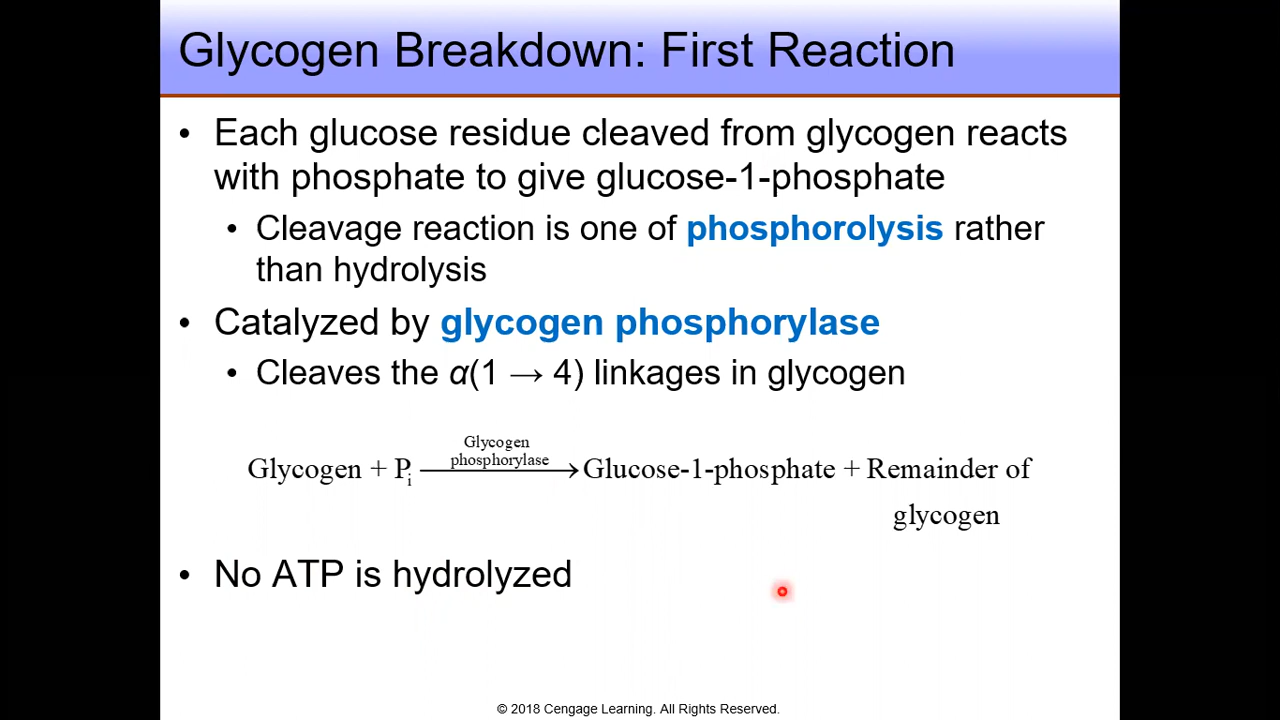 Glycogen Breakdown: First Reaction
• Each glucose residue cleaved from glycogen reacts
with phosphate to give glucose-1-phosphate
• Cleavage reaction is one of phosphorolysis rather
than hydrolysis
• Catalyzed by glycogen phosphorylase
• Cleaves the α(1 → 4) linkages in glycogen
Glycogen
phosphorylase
Glycogen + Pi ⟶ Glucose-1-phosphate + Remainder of
glycogen
• No ATP is hydrolyzed
© 2018 Cengage Learning. All Rights Reserved.